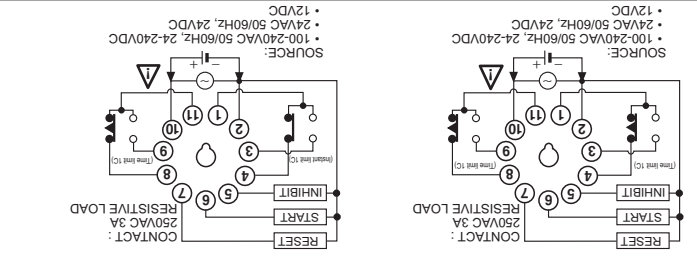 RESET
CONTACT :
250VAC 3A
RESISTIVE LOAD
START
INHIBIT
6
7
5
8
4
(Time limit 1C)
(Time limit 1C)
3
9
2
10
1
11
!
− +
SOURCE:
• 100-240VAC 50/60Hz, 24-240VDC
• 24VAC 50/60Hz, 24VDC
• 12VDC
RESET
CONTACT :
250VAC 3A
RESISTIVE LOAD
START
INHIBIT
6
7
5
8
4
(Instant 1C)
(Time limit 1C)
3
9
2
10
1
11
!
− +
SOURCE:
• 100-240VAC 50/60Hz, 24-240VDC
• 24VAC 50/60Hz, 24VDC
• 12VDC